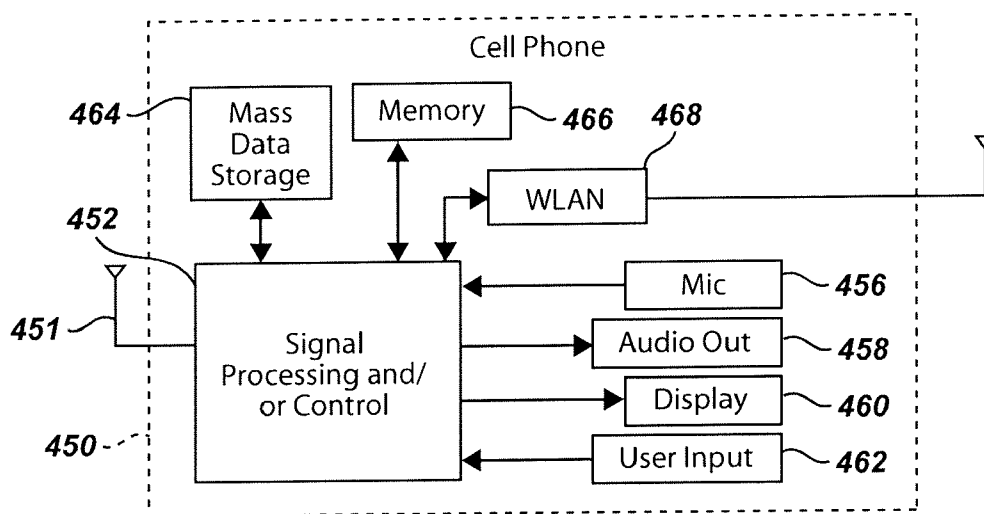 Cell Phone
464
Mass
Data
Storage
Memory
466
468
WLAN
452
451
Signal
Processing and/
or Control
Mic
456
Audio Out
458
Display
460
User Input
462
450